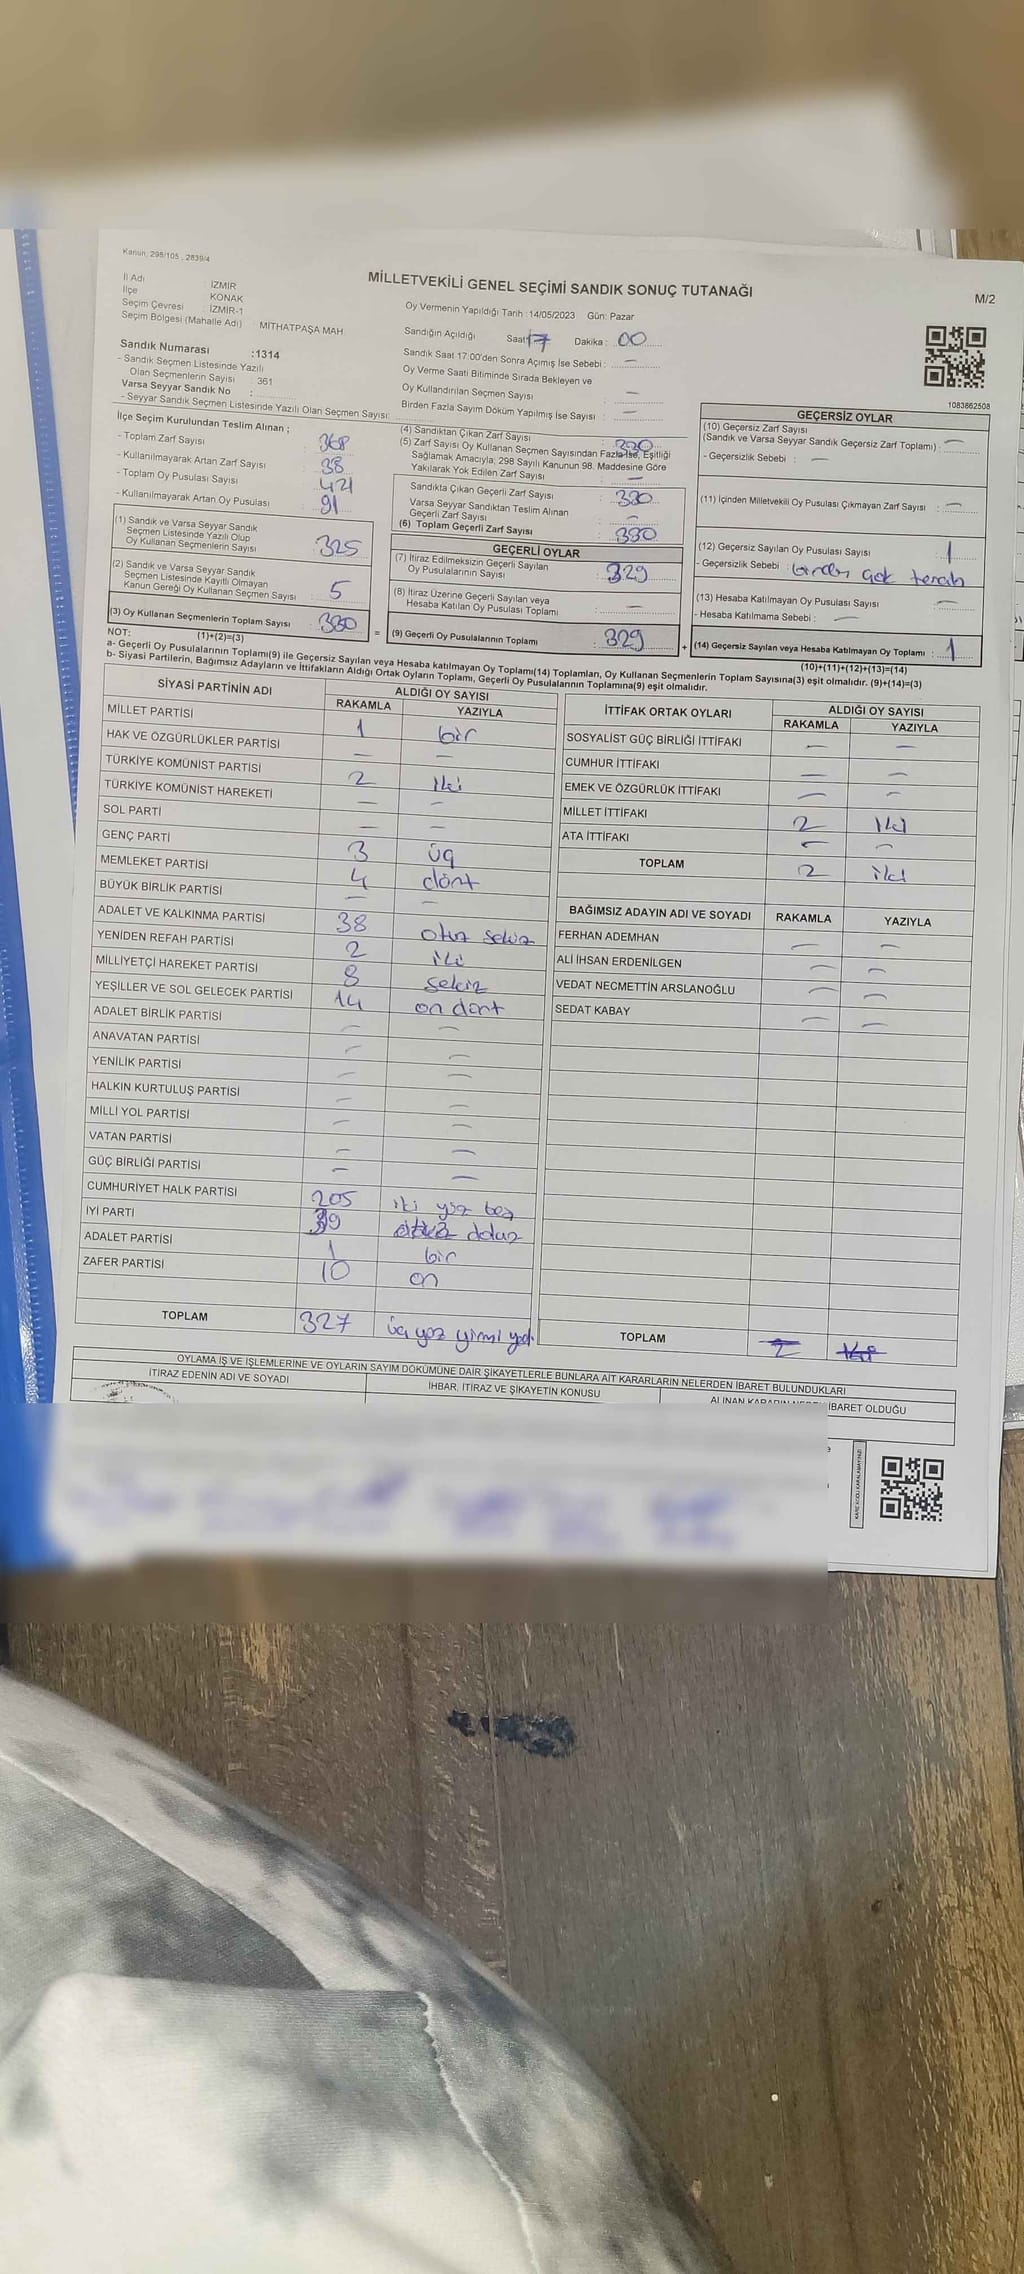 Kanun, 298/105 , 2839/4
MİLLETVEKİLİ GENEL SEÇİMİ SANDIK SONUÇ TUTANAĞI
M/2
İl Adı : İZMİR
İlçe : KONAK
Seçim Çevresi : İZMİR-1
Seçim Bölgesi (Mahalle Adı) : MİTHATPAŞA MAH.
Sandık Numarası :1314
- Sandık Seçmen Listesinde Yazılı
Olan Seçmenlerin Sayısı : 361
Varsa Seyyar Sandık No :
- Seyyar Sandık Seçmen Listesinde Yazılı Olan Seçmen Sayısı:
Oy Vermenin Yapıldığı Tarih :14/05/2023 Gün: Pazar
Sandığın Açıldığı Saat: 17 Dakika : 00
Sandık Saat 17:00'den Sonra Açımış İse Sebebi : —
Oy Verme Saati Bitiminde Sırada Bekleyen ve
Oy Kullandırılan Seçmen Sayısı : —
Birden Fazla Sayım Döküm Yapılmış İse Sayısı : —
1083862508
İlçe Seçim Kurulundan Teslim Alınan ;
- Toplam Zarf Sayısı : 368
- Kullanılmayarak Artan Zarf Sayısı : 38
- Toplam Oy Pusulası Sayısı : 421
- Kullanılmayarak Artan Oy Pusulası : 91
(1) Sandık ve Varsa Seyyar Sandık
Seçmen Listesinde Yazılı Olup
Oy Kullanan Seçmenlerin Sayısı : 325
(2) Sandık ve Varsa Seyyar Sandık
Seçmen Listesinde Kayıtlı Olmayan
Kanun Gereği Oy Kullanan Seçmen Sayısı : 5
(3) Oy Kullanan Seçmenlerin Toplam Sayısı : 330
(1)+(2)=(3)
(4) Sandıktan Çıkan Zarf Sayısı : 330
(5) Zarf Sayısı Oy Kullanan Seçmen Sayısından Fazla İse, Eşitliği
Sağlamak Amacıyla, 298 Sayılı Kanunun 98. Maddesine Göre
Yakılarak Yok Edilen Zarf Sayısı : —
Sandıkta Çıkan Geçerli Zarf Sayısı : 330
Varsa Seyyar Sandıktan Teslim Alınan
Geçerli Zarf Sayısı : —
(6) Toplam Geçerli Zarf Sayısı : 330
GEÇERLİ OYLAR
(7) İtiraz Edilmeksizin Geçerli Sayılan
Oy Pusulalarının Sayısı : 329
(8) İtiraz Üzerine Geçerli Sayılan veya
Hesaba Katılan Oy Pusulası Toplamı : —
= (9) Geçerli Oy Pusulalarının Toplamı : 329
GEÇERSİZ OYLAR
(10) Geçersiz Zarf Sayısı
(Sandık ve Varsa Seyyar Sandık Geçersiz Zarf Toplamı) : —
- Geçersizlik Sebebi : —
(11) İçinden Milletvekili Oy Pusulası Çıkmayan Zarf Sayısı : —
(12) Geçersiz Sayılan Oy Pusulası Sayısı : 1
- Geçersizlik Sebebi : birden çok tercih
(13) Hesaba Katılmayan Oy Pusulası Sayısı : —
- Hesaba Katılmama Sebebi : —
+ (14) Geçersiz Sayılan veya Hesaba Katılmayan Oy Toplamı : 1
(10)+(11)+(12)+(13)=(14)
NOT:
a- Geçerli Oy Pusulaların Toplamı(9) ile Geçersiz Sayılan veya Hesaba katılmayan Oy Toplamı(14) Toplamları, Oy Kullanan Seçmenlerin Toplam Sayısına(3) eşit olmalıdır. (9)+(14)=(3)
b- Siyasi Partilerin, Bağımsız Adayların ve İttifakların Aldığı Ortak Oyların Toplamı, Geçerli Oy Pusulalarının Toplamına(9) eşit olmalıdır.
SİYASİ PARTİNİN ADI ALDIĞI OY SAYISI
RAKAMLA YAZIYLA
MİLLET PARTİSİ 1 bir
HAK VE ÖZGÜRLÜKLER PARTİSİ — —
TÜRKİYE KOMÜNİST PARTİSİ 2 iki
TÜRKİYE KOMÜNİST HAREKETİ — —
SOL PARTİ — —
GENÇ PARTİ 3 üç
MEMLEKET PARTİSİ 4 dört
BÜYÜK BİRLİK PARTİSİ — —
ADALET VE KALKINMA PARTİSİ 38 otuz sekiz
YENİDEN REFAH PARTİSİ 2 iki
MİLLİYETÇİ HAREKET PARTİSİ 8 sekiz
YEŞİLLER VE SOL GELECEK PARTİSİ 14 on dört
ADALET BİRLİK PARTİSİ — —
ANAVATAN PARTİSİ — —
YENİLİK PARTİSİ — —
HALKIN KURTULUŞ PARTİSİ — —
MİLLİ YOL PARTİSİ — —
VATAN PARTİSİ — —
GÜÇ BİRLİĞİ PARTİSİ — —
CUMHURİYET HALK PARTİSİ 205 iki yüz beş
İYİ PARTİ 39 otuz dokuz
ADALET PARTİSİ 1 bir
ZAFER PARTİSİ 10 on
TOPLAM 327 üç yüz yirmi yedi
İTTİFAK ORTAK OYLARI ALDIĞI OY SAYISI
RAKAMLA YAZIYLA
SOSYALİST GÜÇ BİRLİĞİ İTTİFAKI — —
CUMHUR İTTİFAKI — —
EMEK VE ÖZGÜRLÜK İTTİFAKI — —
MİLLET İTTİFAKI 2 iki
ATA İTTİFAKI — —
TOPLAM 2 iki
BAĞIMSIZ ADAYIN ADI VE SOYADI RAKAMLA YAZIYLA
FERHAN ADEMHAN — —
ALİ İHSAN ERDENİLGEN — —
VEDAT NECMETTİN ARSLANOĞLU — —
SEDAT KABAY — —
TOPLAM 2 iki
OYLAMA İŞ VE İŞLEMLERİNE VE OYLARIN SAYIM DÖKÜMÜNE DAİR ŞİKAYETLERLE BUNLARA AİT KARARLARIN NELERDEN İBARET BULUNDUKLARI
İTİRAZ EDENİN ADI VE SOYADI İHBAR, İTİRAZ VE ŞİKAYETİN KONUSU ALINAN KARARIN NEDEN İBARET OLDUĞU
KARE KODU KARALAMAYINIZ!